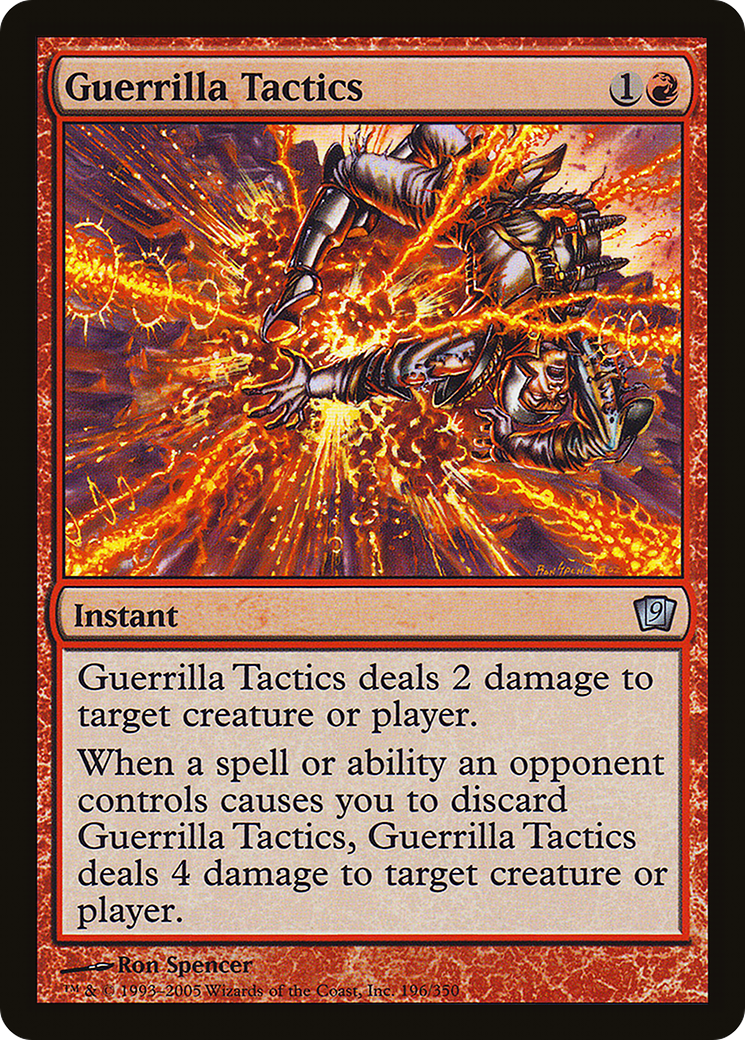 Guerrilla Tactics
1
Instant
9
Guerrilla Tactics deals 2 damage to
target creature or player.
When a spell or ability an opponent
controls causes you to discard
Guerrilla Tactics, Guerrilla Tactics
deals 4 damage to target creature or
player.
Ron Spencer
™ & © 1993–2005 Wizards of the Coast, Inc. 196/350